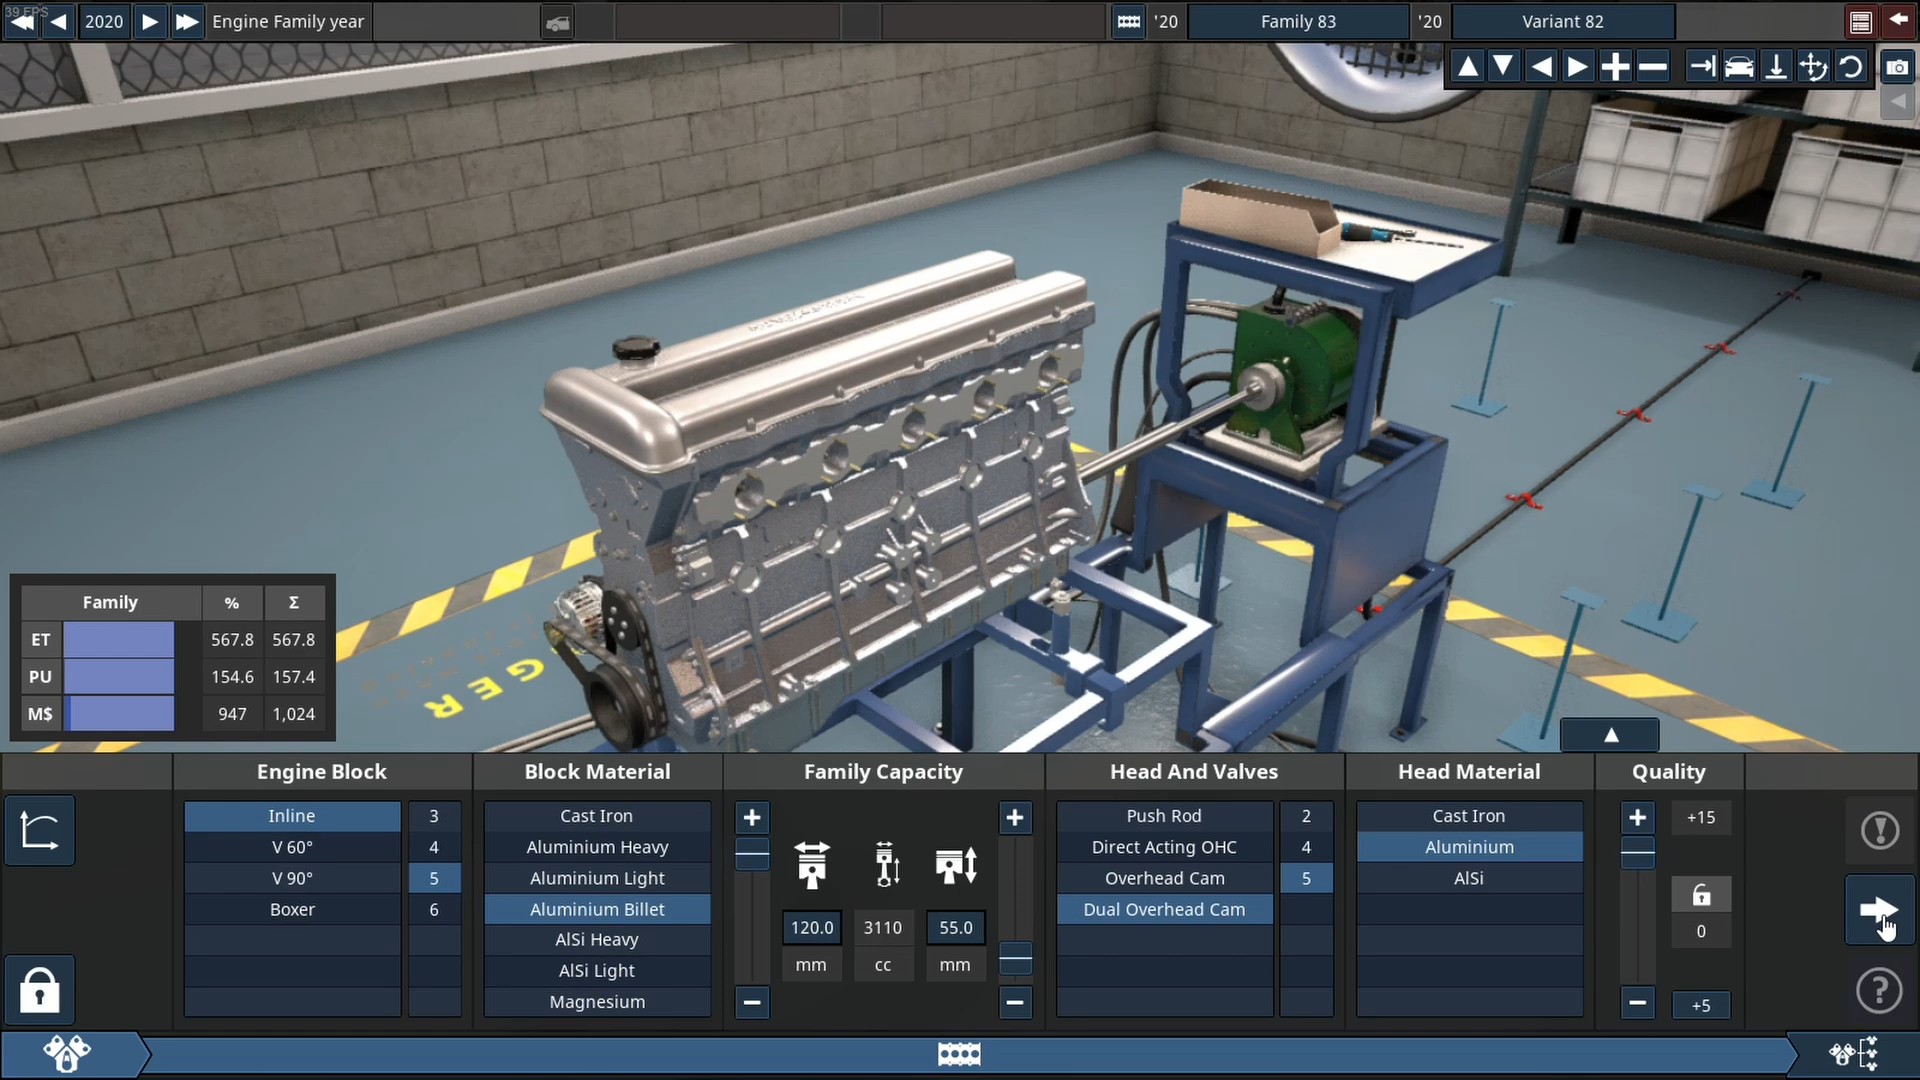 39 FPS
2020 Engine Family year '20 Family 83 '20 Variant 82
GER
Family % Σ
ET 567.8 567.8
PU 154.6 157.4
M$ 947 1,024
Engine Block
Inline 3
V 60° 4
V 90° 5
Boxer 6
Block Material
Cast Iron
Aluminium Heavy
Aluminium Light
Aluminium Billet
AlSi Heavy
AlSi Light
Magnesium
Family Capacity
120.0 3110 55.0
mm cc mm
Head And Valves
Push Rod 2
Direct Acting OHC 4
Overhead Cam 5
Dual Overhead Cam
Head Material
Cast Iron
Aluminium
AlSi
Quality
+15
0
+5